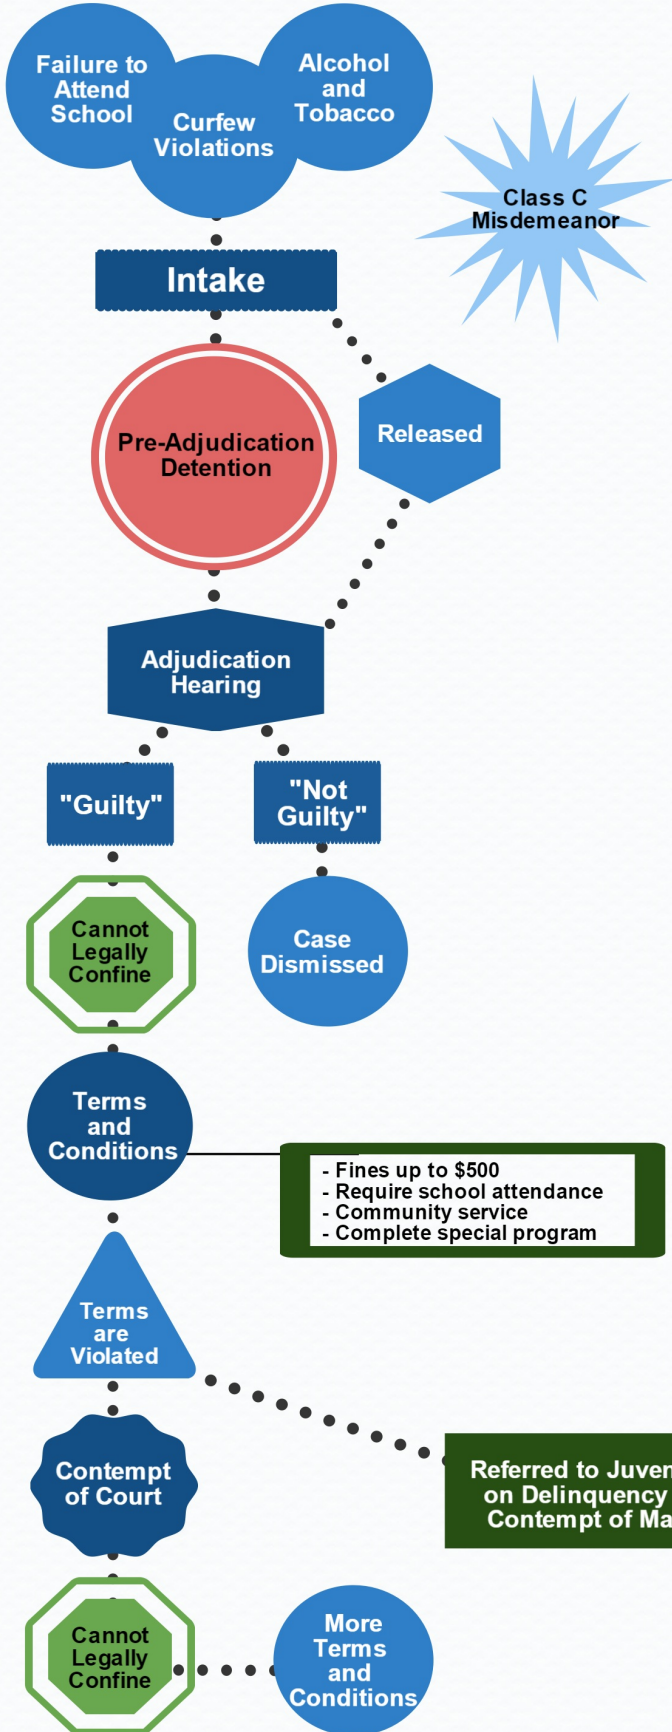 Failure to
Attend
School
Curfew
Violations
Alcohol
and
Tobacco
Class C
Misdemeanor
Intake
Pre-Adjudication
Detention
Released
Adjudication
Hearing
"Guilty"
"Not
Guilty"
Cannot
Legally
Confine
Case
Dismissed
Terms
and
Conditions
- Fines up to $500
- Require school attendance
- Community service
- Complete special program
Terms
are
Violated
Contempt
of Court
Referred to
on Delinquency
Contempt of
Cannot
Legally
Confine
More
Terms
and
Conditions